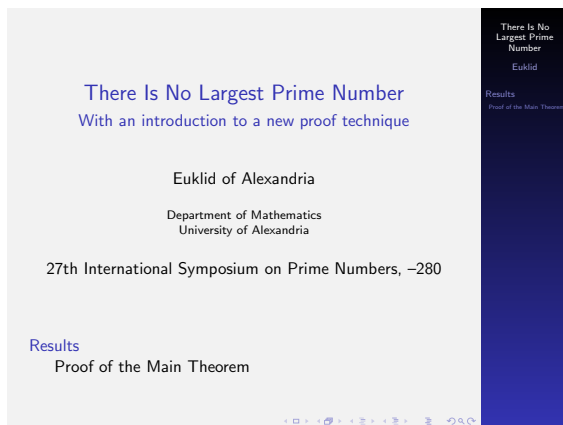 There Is No Largest Prime Number
With an introduction to a new proof technique
Euklid of Alexandria
Department of Mathematics
University of Alexandria
27th International Symposium on Prime Numbers, –280
Results
Proof of the Main Theorem
There Is No
Largest Prime
Number
Euklid
Results
Proof of the Main Theorem